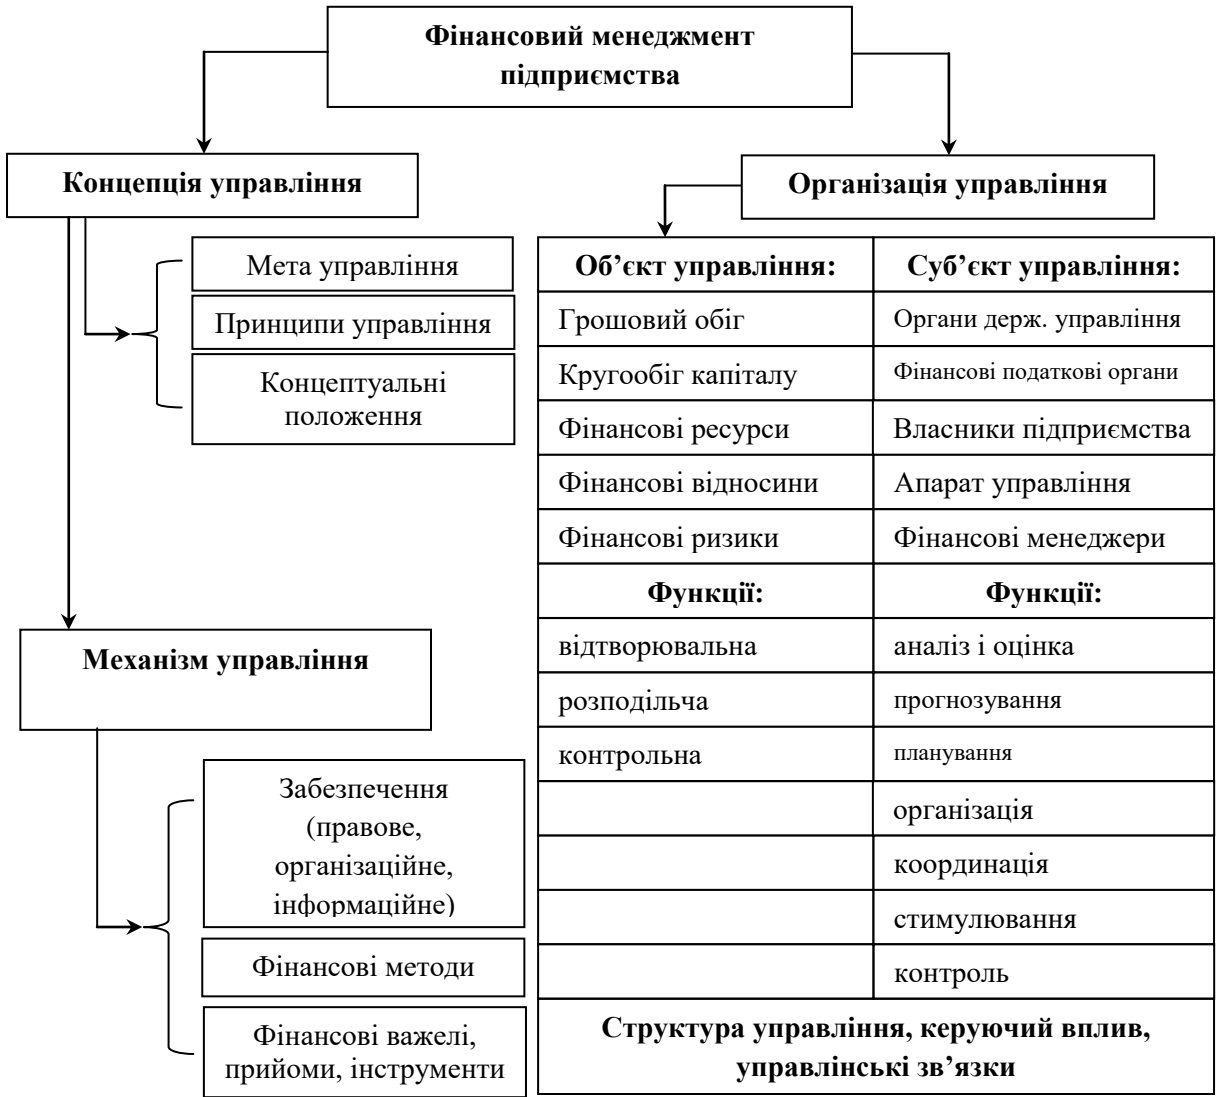 Фінансовий менеджмент
підприємства
Концепція управління
Організація управління
Мета управління
Принципи управління
Концептуальні
положення
Механізм управління
Забезпечення
(правове,
організаційне,
інформаційне)
Фінансові методи
Фінансові важелі,
прийоми, інструменти
Об’єкт управління: Суб’єкт управління:
Грошовий обіг Органи держ. управління
Кругообіг капіталу Фінансові податкові органи
Фінансові ресурси Власники підприємства
Фінансові відносини Апарат управління
Фінансові ризики Фінансові менеджери
Функції: Функції:
відтворювальна аналіз і оцінка
розподільча прогнозування
контрольна планування
організація
координація
стимулювання
контроль
Структура управління, керуючий вплив,
управлінські зв’язки